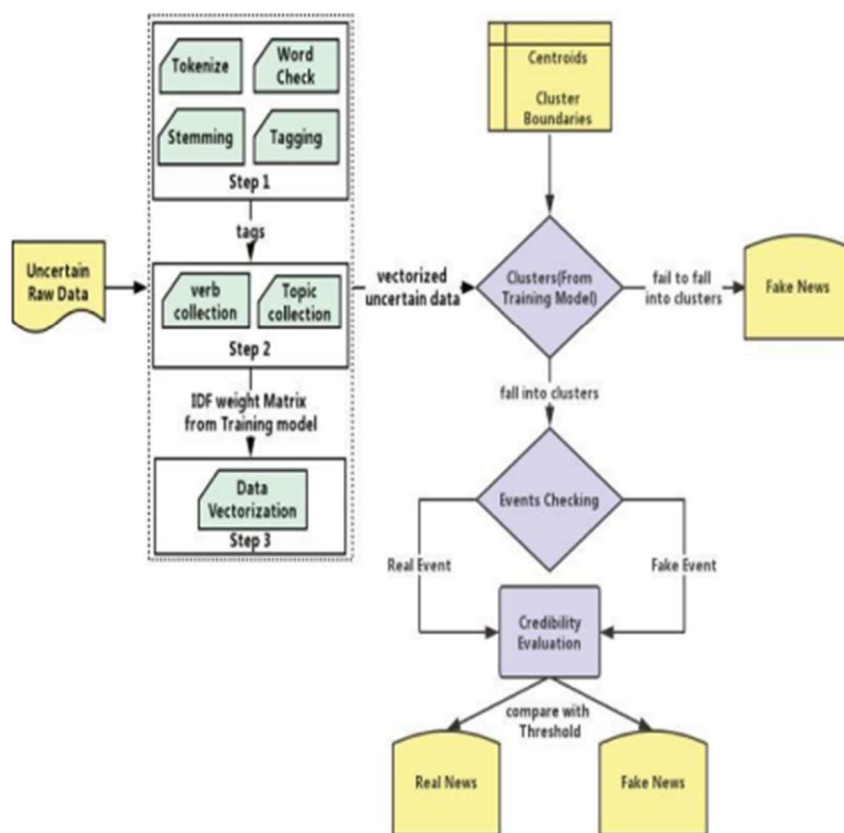 Tokenize
Word
Check
Stemming
Tagging
Step 1
tags
Uncertain
Raw Data
verb
collection
Topic
collection
Step 2
IDF weight Matrix
from Training model
Data
Vectorization
Step 3
vectorized
uncertain data
Centroids
Cluster
Boundaries
Clusters(From
Training Model)
fail to fall
into clusters
Fake News
fall into clusters
Events Checking
Real Event
Fake Event
Credibility
Evaluation
compare with
Threshold
Real News
Fake News